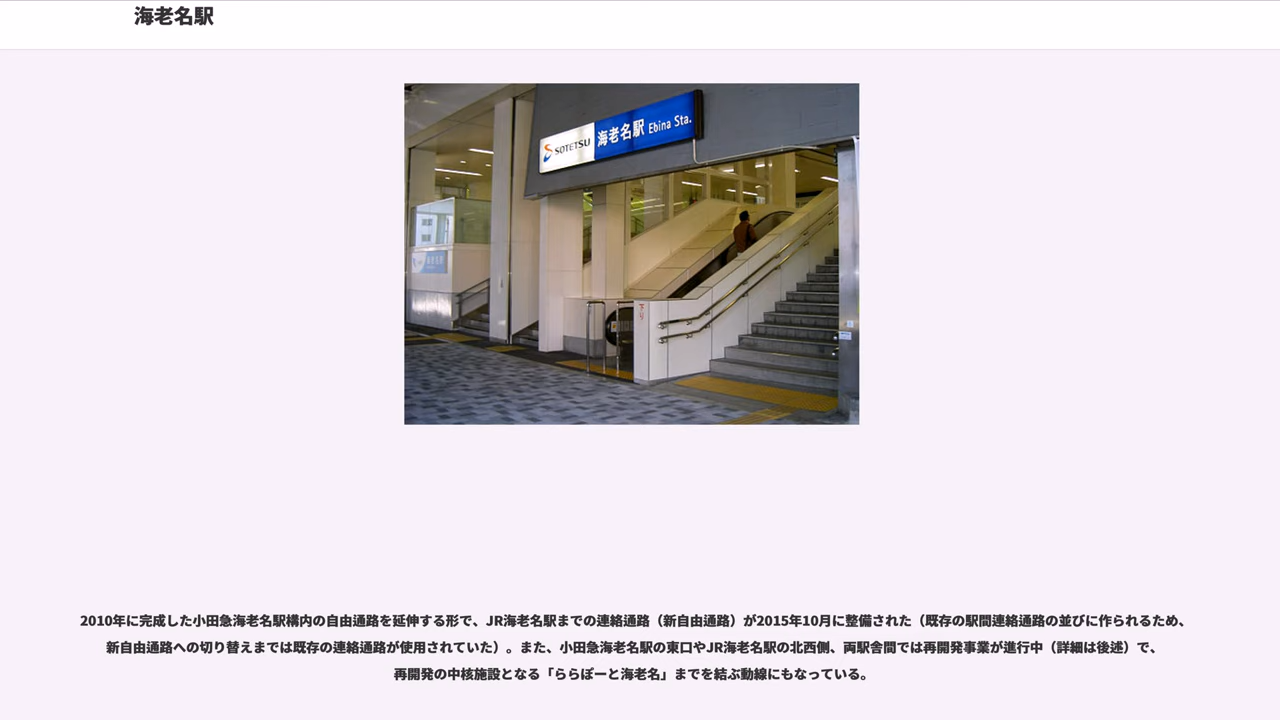 海老名駅
SOTETSU 海老名駅 Ebina Sta.
海老名駅
下り
2010年に完成した小田急海老名駅構内の自由通路を延伸する形で、JR海老名駅までの連絡通路（新自由通路）が2015年10月に整備された（既存の駅間連絡通路の並びに作られるため、
新自由通路への切り替えまでは既存の連絡通路が使用されていた）。また、小田急海老名駅の東口やJR海老名駅の北西側、両駅舎間では再開発事業が進行中（詳細は後述）で、
再開発の中核施設となる「ららぽーと海老名」までを結ぶ動線にもなっている。